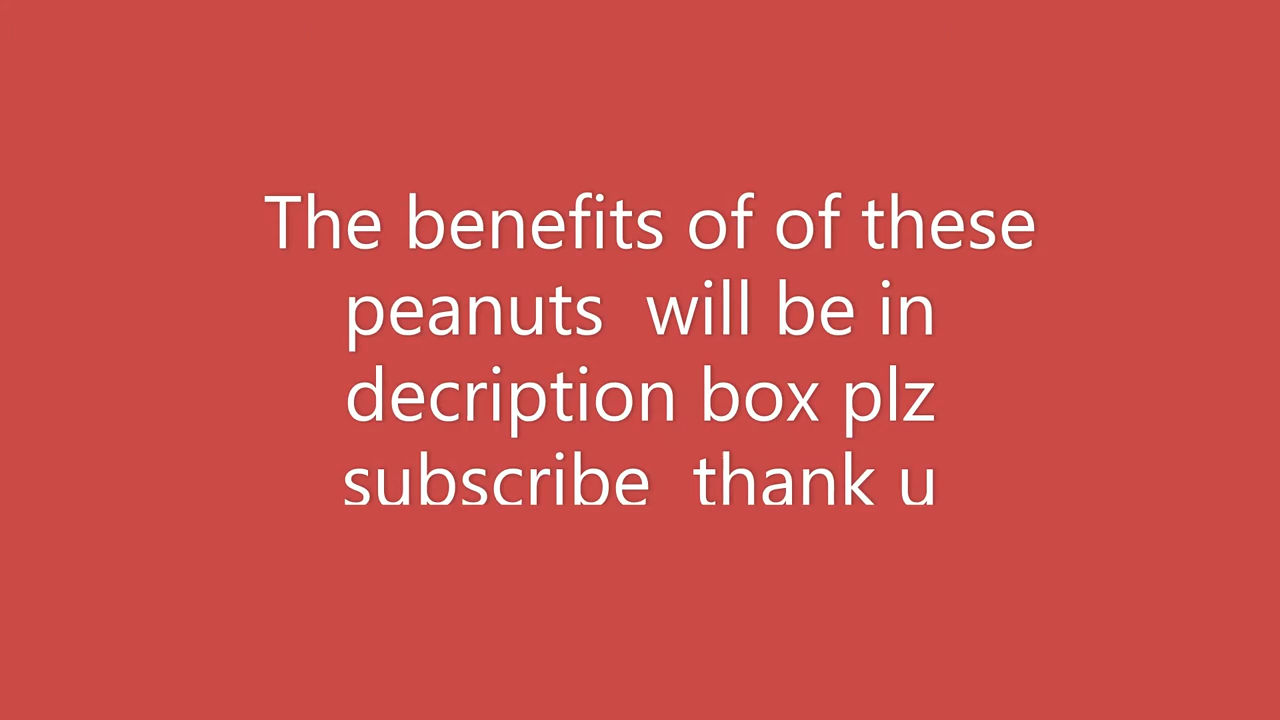 The benefits of of these
peanuts  will be in
decription box plz
subscribe  thank u